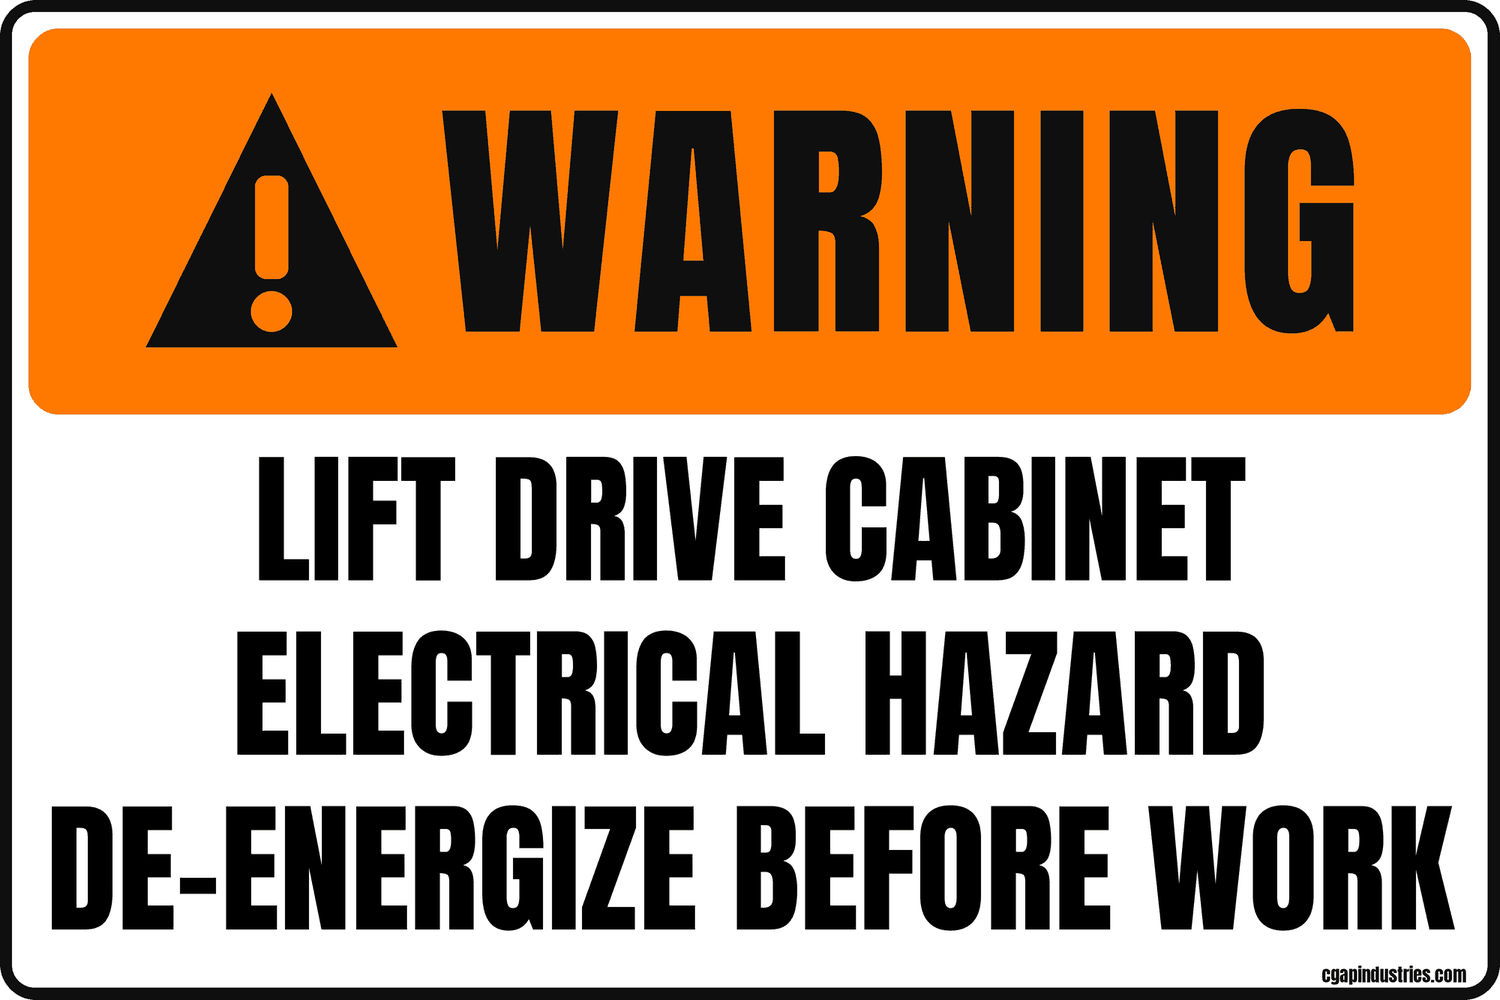 WARNING
LIFT DRIVE CABINET
ELECTRICAL HAZARD
DE-ENERGIZE BEFORE WORK
cgapindustries.com